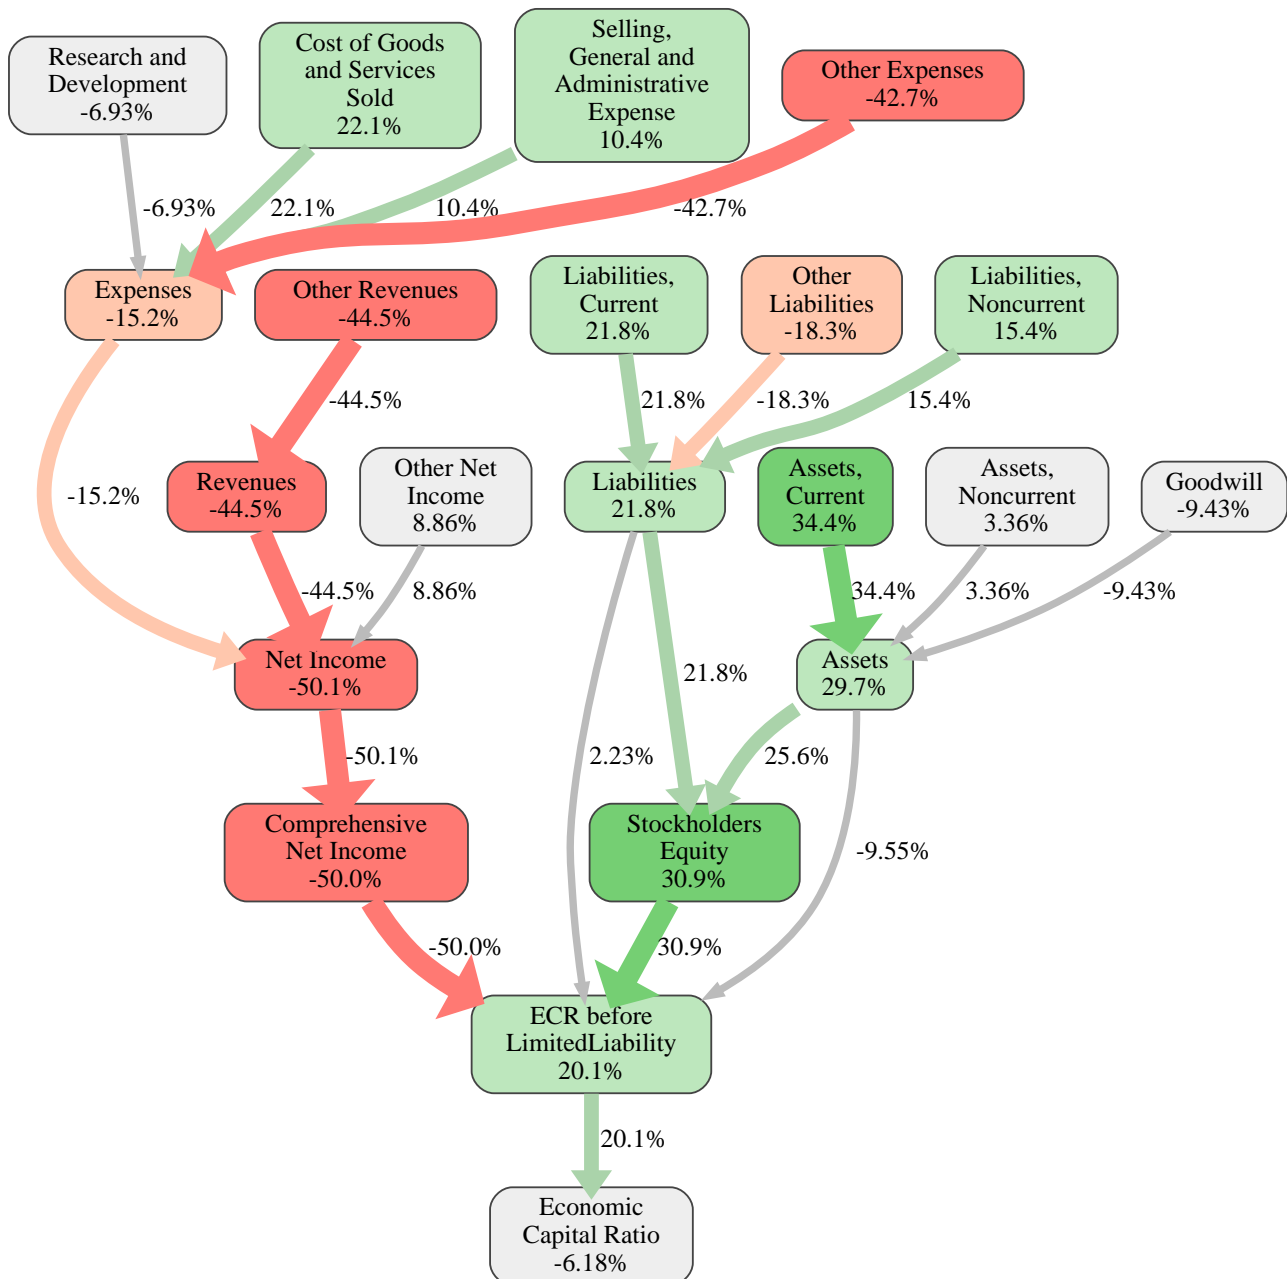 Research and
Development
-6.93%
Cost of Goods
and Services
Sold
22.1%
Selling,
General and
Administrative
Expense
10.4%
Other Expenses
-42.7%
-6.93%
22.1%
10.4%
-42.7%
Expenses
-15.2%
Other Revenues
-44.5%
Liabilities,
Current
21.8%
Other
Liabilities
-18.3%
Liabilities,
Noncurrent
15.4%
-44.5%
21.8%
-18.3%
15.4%
-15.2%
Revenues
-44.5%
Other Net
Income
8.86%
Liabilities
21.8%
Assets,
Current
34.4%
Assets,
Noncurrent
3.36%
Goodwill
-9.43%
-44.5%
8.86%
34.4%
3.36%
-9.43%
Net Income
-50.1%
21.8%
Assets
29.7%
-50.1%
2.23%
25.6%
Comprehensive
Net Income
-50.0%
Stockholders
Equity
30.9%
-9.55%
-50.0%
30.9%
ECR before
LimitedLiability
20.1%
20.1%
Economic
Capital Ratio
-6.18%